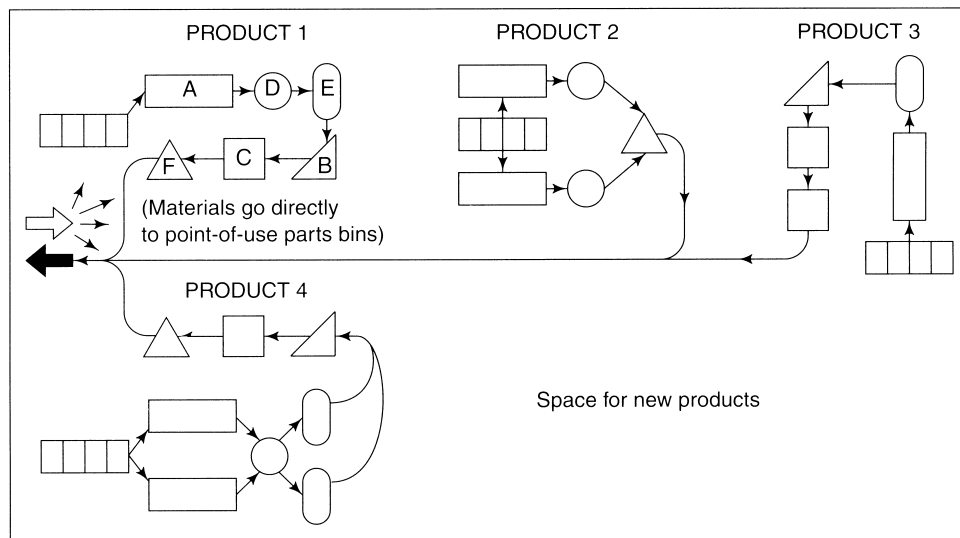 PRODUCT 1
PRODUCT 2
PRODUCT 3
A
D
E
F
C
B
(Materials go directly
to point-of-use parts bins)
PRODUCT 4
Space for new products